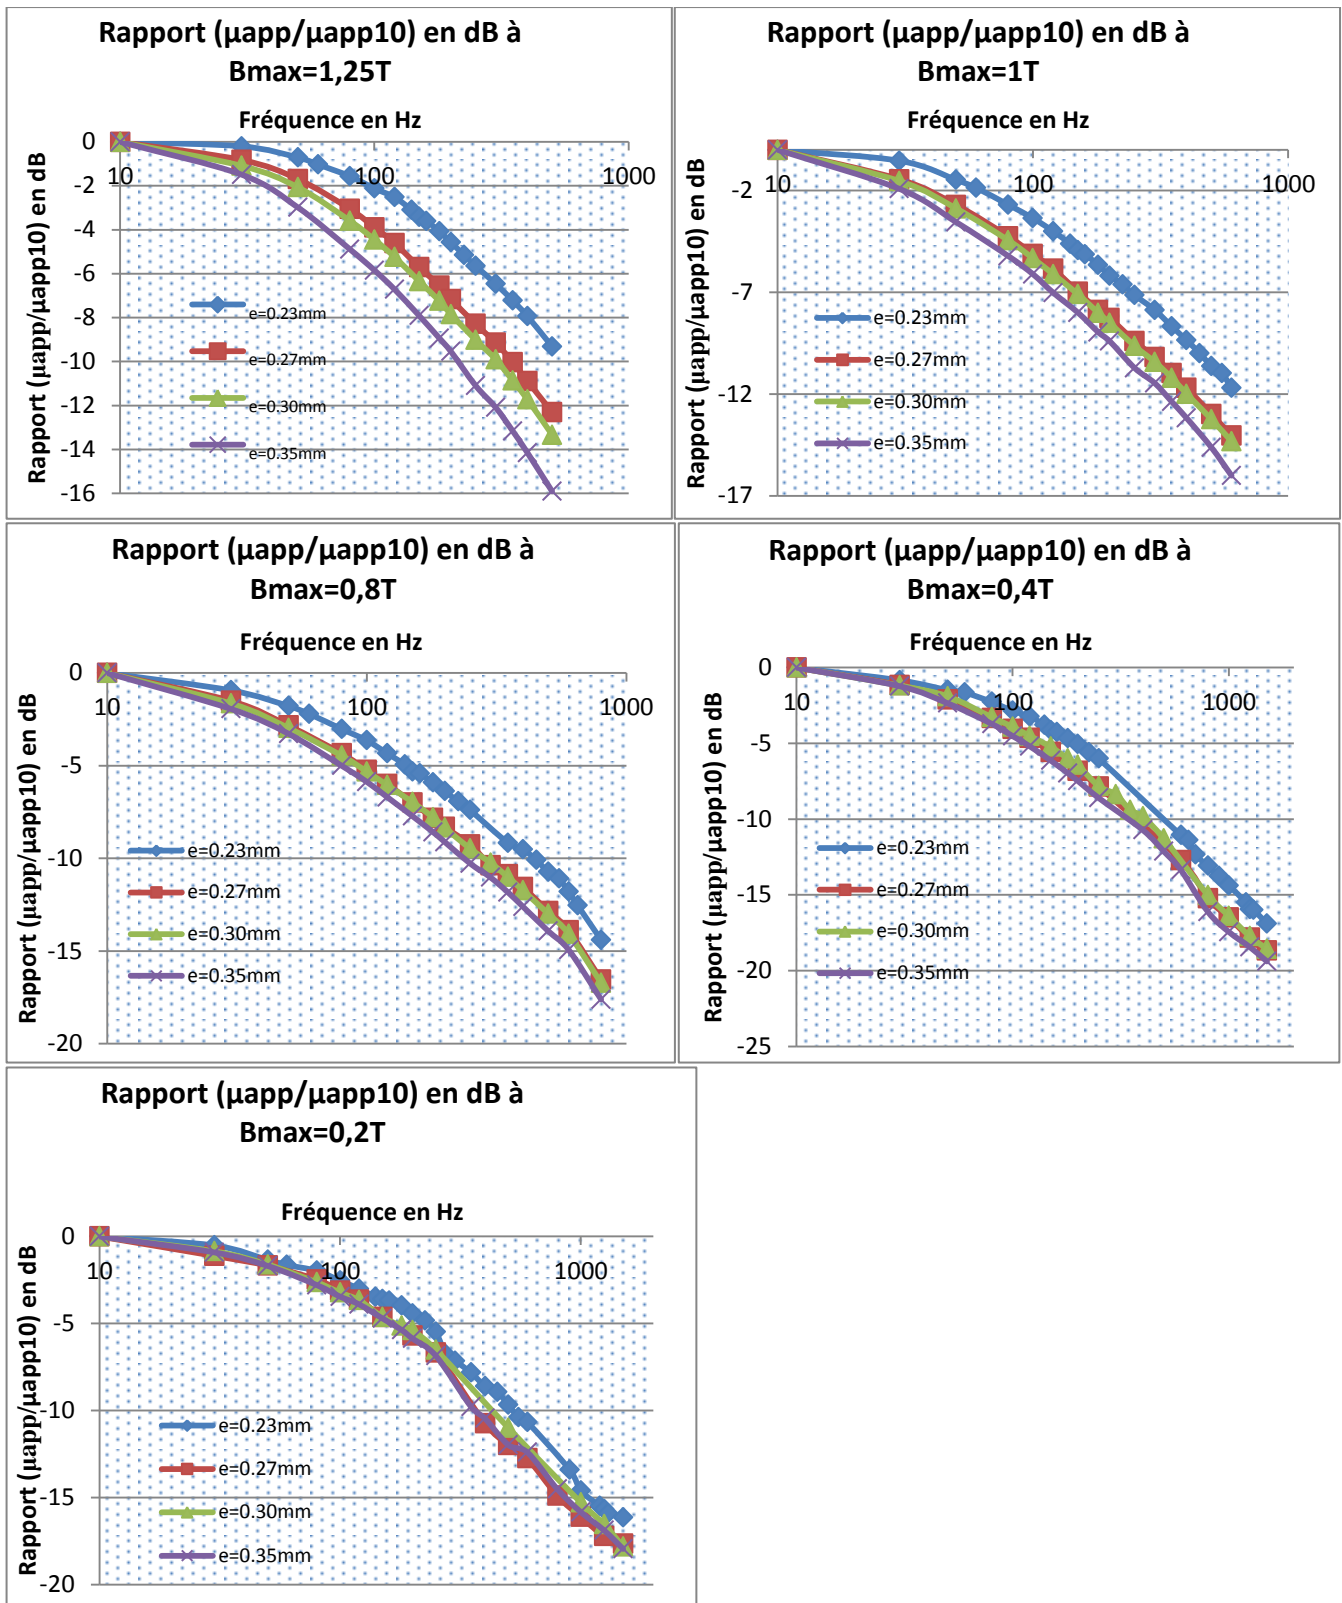 Rapport (µapp/µapp10) en dB à
Bmax=1,25T
Fréquence en Hz
Rapport (µapp/µapp10) en dB
0
-2
-4
-6
-8
-10
-12
-14
-16
10
100
1000
e=0.23mm
e=0.27mm
e=0.30mm
e=0.35mm
Rapport (µapp/µapp10) en dB à
Bmax=1T
Fréquence en Hz
Rapport (µapp/µapp10) en dB
-2
-7
-12
-17
10
100
1000
e=0.23mm
e=0.27mm
e=0.30mm
e=0.35mm
Rapport (µapp/µapp10) en dB à
Bmax=0,8T
Fréquence en Hz
Rapport (µapp/µapp10) en dB
0
-5
-10
-15
-20
10
100
1000
e=0.23mm
e=0.27mm
e=0.30mm
e=0.35mm
Rapport (µapp/µapp10) en dB à
Bmax=0,4T
Fréquence en Hz
Rapport (µapp/µapp10) en dB
0
-5
-10
-15
-20
-25
10
100
1000
e=0.23mm
e=0.27mm
e=0.30mm
e=0.35mm
Rapport (µapp/µapp10) en dB à
Bmax=0,2T
Fréquence en Hz
Rapport (µapp/µapp10) en dB
0
-5
-10
-15
-20
10
100
1000
e=0.23mm
e=0.27mm
e=0.30mm
e=0.35mm